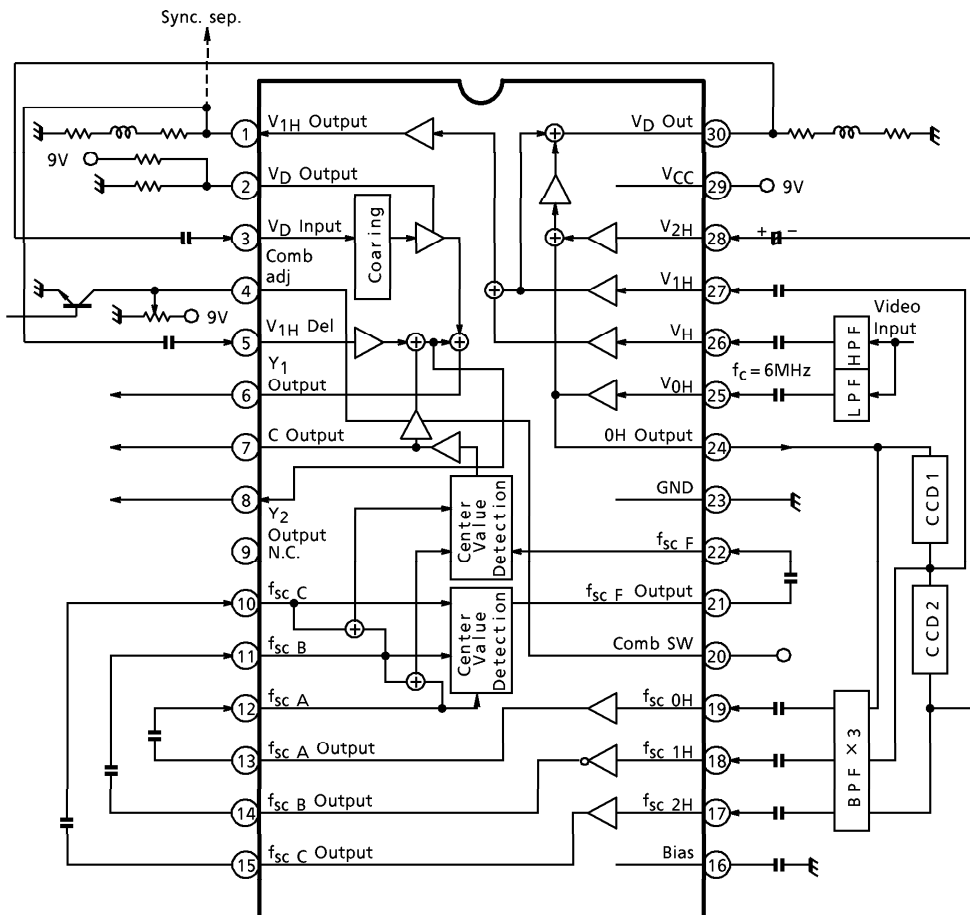 Sync. sep.
1
V1H Output
VD Out
30
9V
2
VD Output
VCC
29
9V
3
VD Input
Coaring
V2H
28
+ -
Comb
adj
4
V1H
27
9V
Video
Input
5
V1H Del
VH
26
HPF
Y1
Output
6
fC = 6MHz
V0H
25
LPF
7
C Output
0H Output
24
CCD1
8
Y2
Output
GND
23
Center
Value
Detection
9
N.C.
fsc F
22
10
fsc C
fsc F Output
21
CCD2
Center
Value
Detection
11
fsc B
Comb SW
20
12
fsc A
fsc 0H
19
BPF × 3
13
fsc A Output
fsc 1H
18
14
fsc B Output
fsc 2H
17
15
fsc C Output
Bias
16